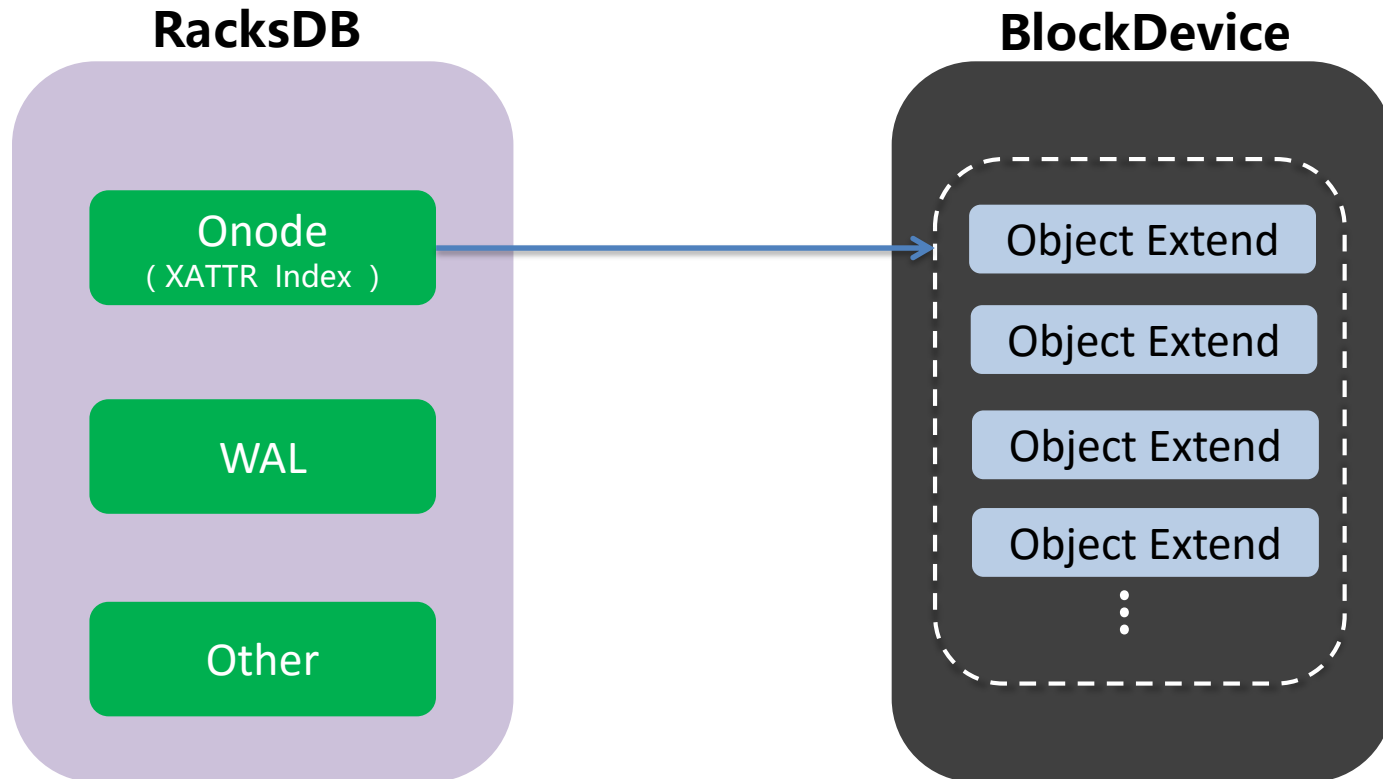 RacksDB
BlockDevice
Onode
( XATTR Index )
WAL
Other
Object Extend
Object Extend
Object Extend
Object Extend